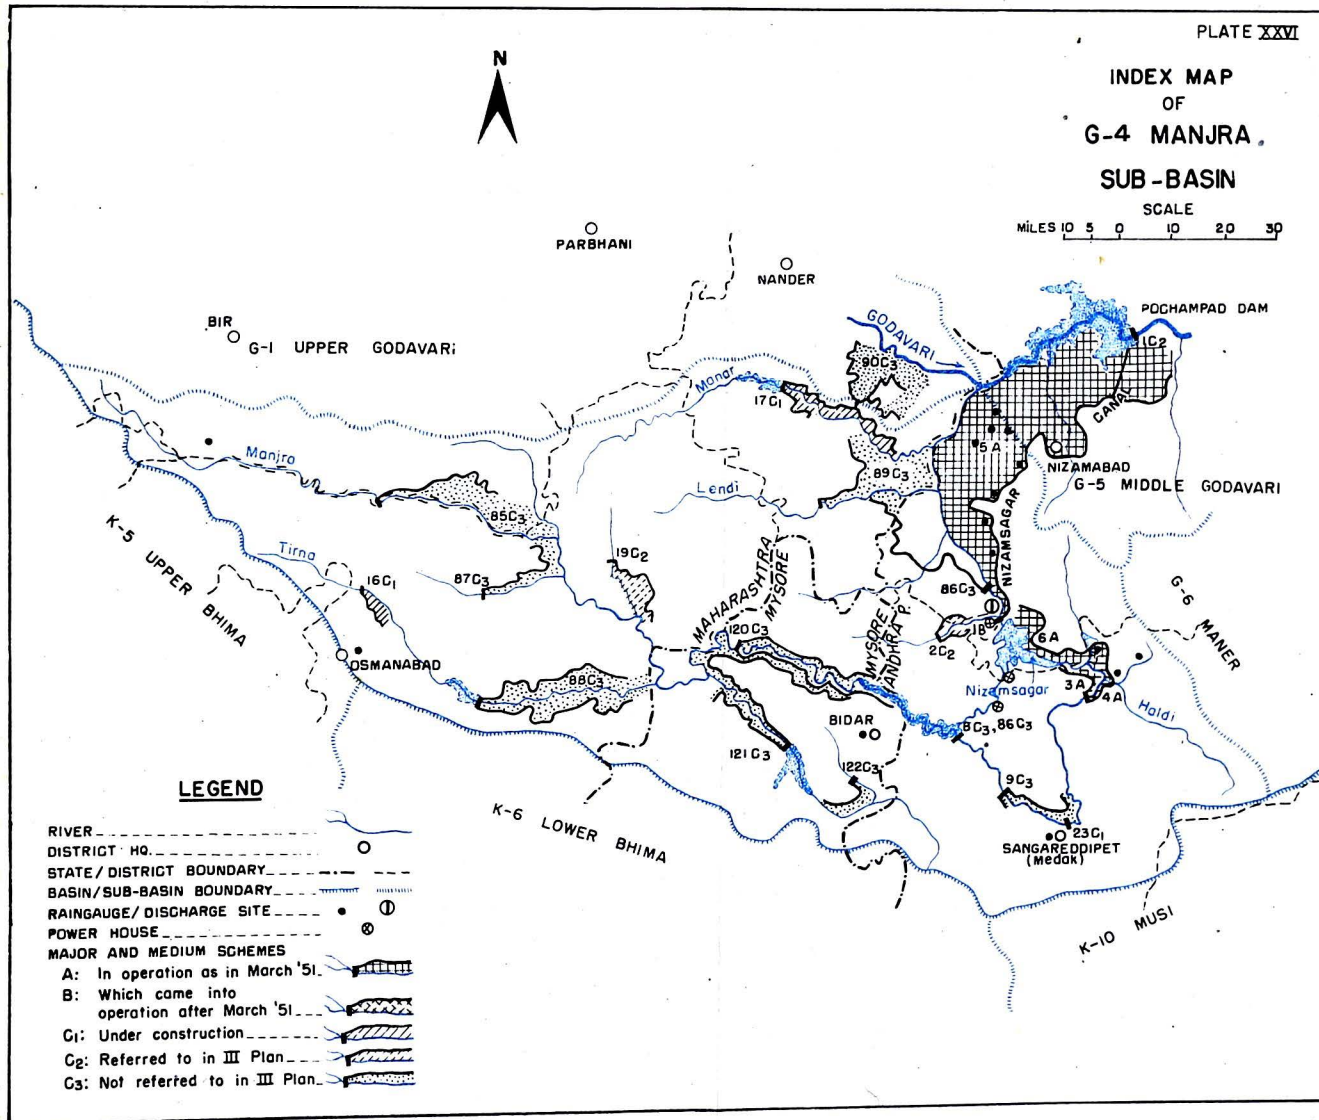 PLATE XXVI
INDEX MAP
OF
G-4 MANJRA
SUB-BASIN
SCALE
MILES 10 5 0 10 20 30
N
PARBHANI
NANDER
BIR
G-1 UPPER GODAVARI
GODAVARI
POCHAMPAD DAM
1C2
90C3
Manar
17C1
CANAL
5A
NIZAMABAD
G-5 MIDDLE GODAVARI
Manjra
89C3
Lendi
85C3
NIZAMSAGAR
K-5 UPPER BHIMA
Tirna
16C1
87C3
19C2
MAHARASHTRA
MYSORE
86C3
G-6 MANER
1B
2C2
6A
120C3
MYSORE
ANDHRA P.
OSMANABAD
88C3
Nizamsagar
3A
4A
Haldi
BIDAR
8C3, 86C3
121C3
122C3
9C3
K-6 LOWER BHIMA
23C1
SANGAREDDIPET
(Medak)
K-10 MUSI
LEGEND
RIVER
DISTRICT HQ.
STATE/DISTRICT BOUNDARY
BASIN/SUB-BASIN BOUNDARY
RAINGAUGE/DISCHARGE SITE
POWER HOUSE
MAJOR AND MEDIUM SCHEMES
A: In operation as in March '51
B: Which came into
operation after March '51
C1: Under construction
C2: Referred to in III Plan
C3: Not referred to in III Plan